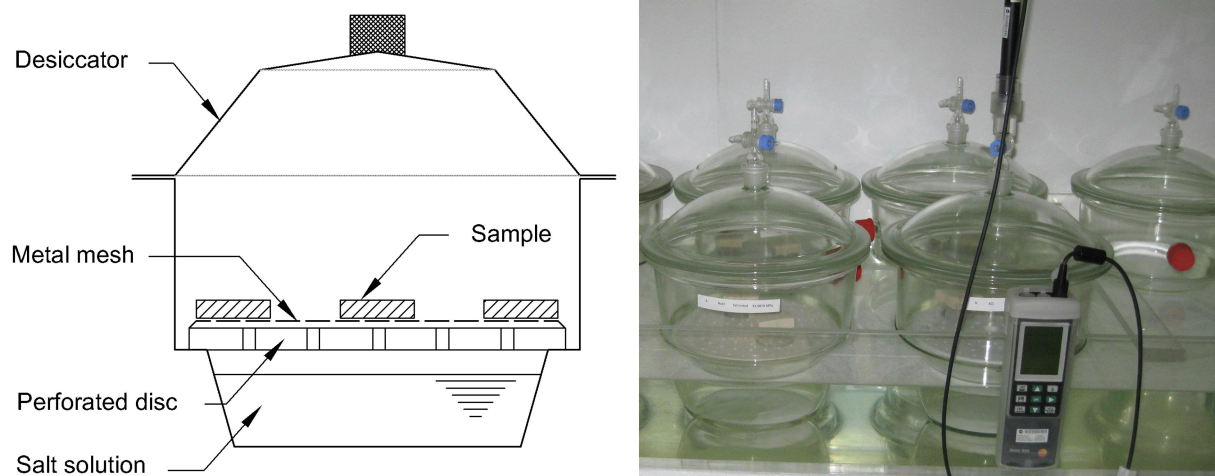 Desiccator
Sample
Metal mesh
Perforated disc
Salt solution